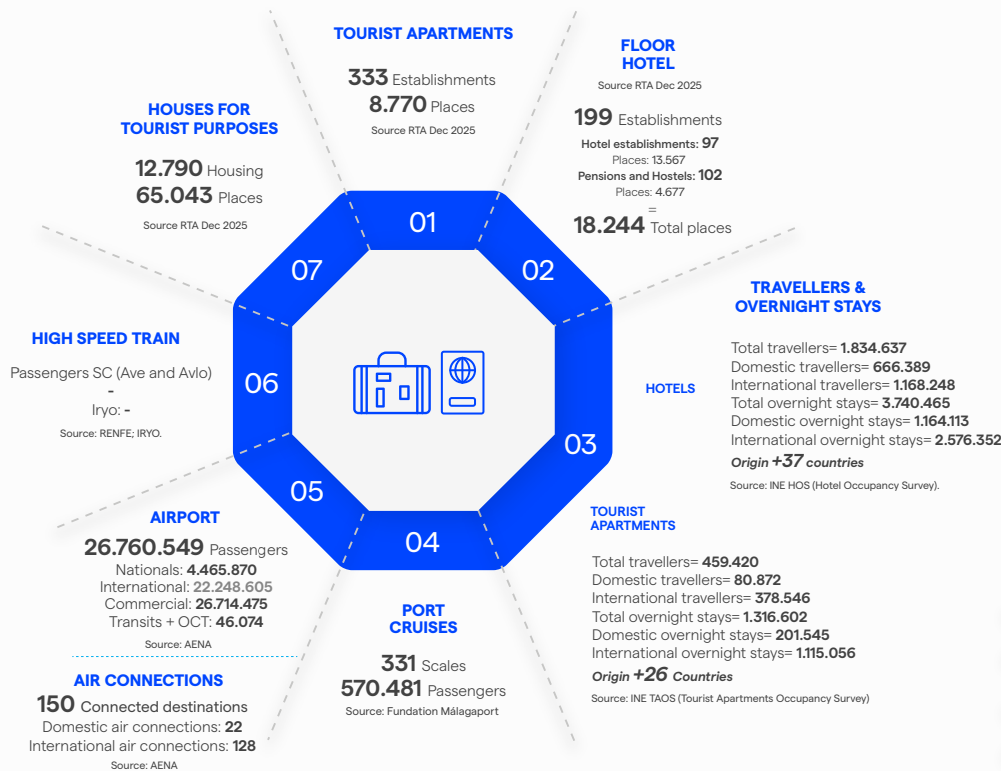 TOURIST APARTMENTS
333 Establishments
8.770 Places
Source RTA Dec 2025
FLOOR
HOTEL
Source RTA Dec 2025
199 Establishments
Hotel establishments: 97
Places: 13.567
Pensions and Hostels: 102
Places: 4.677
=
18.244 Total places
HOUSES FOR
TOURIST PURPOSES
12.790 Housing
65.043 Places
Source RTA Dec 2025
01
02
03
04
05
06
07
TRAVELLERS &
OVERNIGHT STAYS
HOTELS
Total travellers= 1.834.637
Domestic travellers= 666.389
International travellers= 1.168.248
Total overnight stays= 3.740.465
Domestic overnight stays= 1.164.113
International overnight stays= 2.576.352
Origin +37 countries
Source: INE HOS (Hotel Occupancy Survey).
TOURIST
APARTMENTS
Total travellers= 459.420
Domestic travellers= 80.872
International travellers= 378.546
Total overnight stays= 1.316.602
Domestic overnight stays= 201.545
International overnight stays= 1.115.056
Origin +26 Countries
Source: INE TAOS (Tourist Apartments Occupancy Survey)
HIGH SPEED TRAIN
Passengers SC (Ave and Avlo)
-
Iryo: -
Source: RENFE; IRYO.
AIRPORT
26.760.549 Passengers
Nationals: 4.465.870
International: 22.248.605
Commercial: 26.714.475
Transits + OCT: 46.074
Source: AENA
AIR CONNECTIONS
150 Connected destinations
Domestic air connections: 22
International air connections: 128
Source: AENA
PORT
CRUISES
331 Scales
570.481 Passengers
Source: Fundation Málagaport